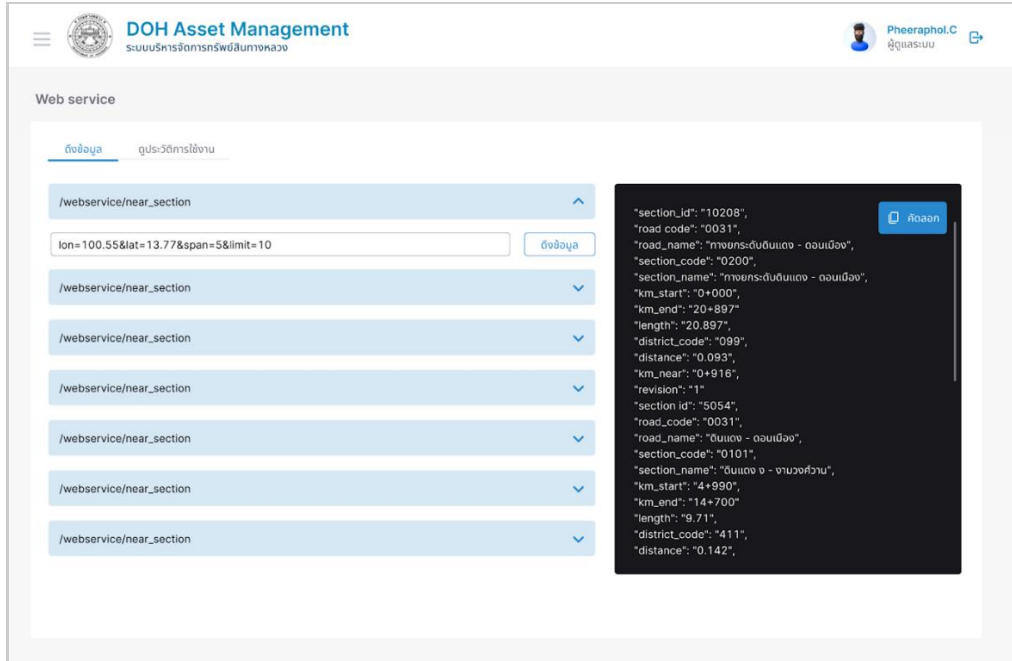 DOH Asset Management
ระบบบริหารจัดการทรัพย์สินทางหลวง
Pheeraphol.C
ผู้ดูแลระบบ
Web service
ดึงข้อมูล
ดูประวัติการใช้งาน
/webservice/near_section
lon=100.55&lat=13.77&span=5&limit=10
ดึงข้อมูล
/webservice/near_section
/webservice/near_section
/webservice/near_section
/webservice/near_section
/webservice/near_section
/webservice/near_section
คัดลอก
"section_id": "10208",
"road code": "0031",
"road_name": "ทางยกระดับดินแดง - ดอนเมือง",
"section_code": "0200",
"section_name": "ทางยกระดับดินแดง - ดอนเมือง",
"km_start": "0+000",
"km_end": "20+897"
"length": "20.897",
"district_code": "099",
"distance": "0.093",
"km_near": "0+916",
"revision": "1"
"section id": "5054",
"road_code": "0031",
"road_name": "ดินแดง - ดอนเมือง",
"section_code": "0101",
"section_name": "ดินแดง ง - งามวงศ์วาน",
"km_start": "4+990",
"km_end": "14+700"
"length": "9.71",
"district_code": "411",
"distance": "0.142",